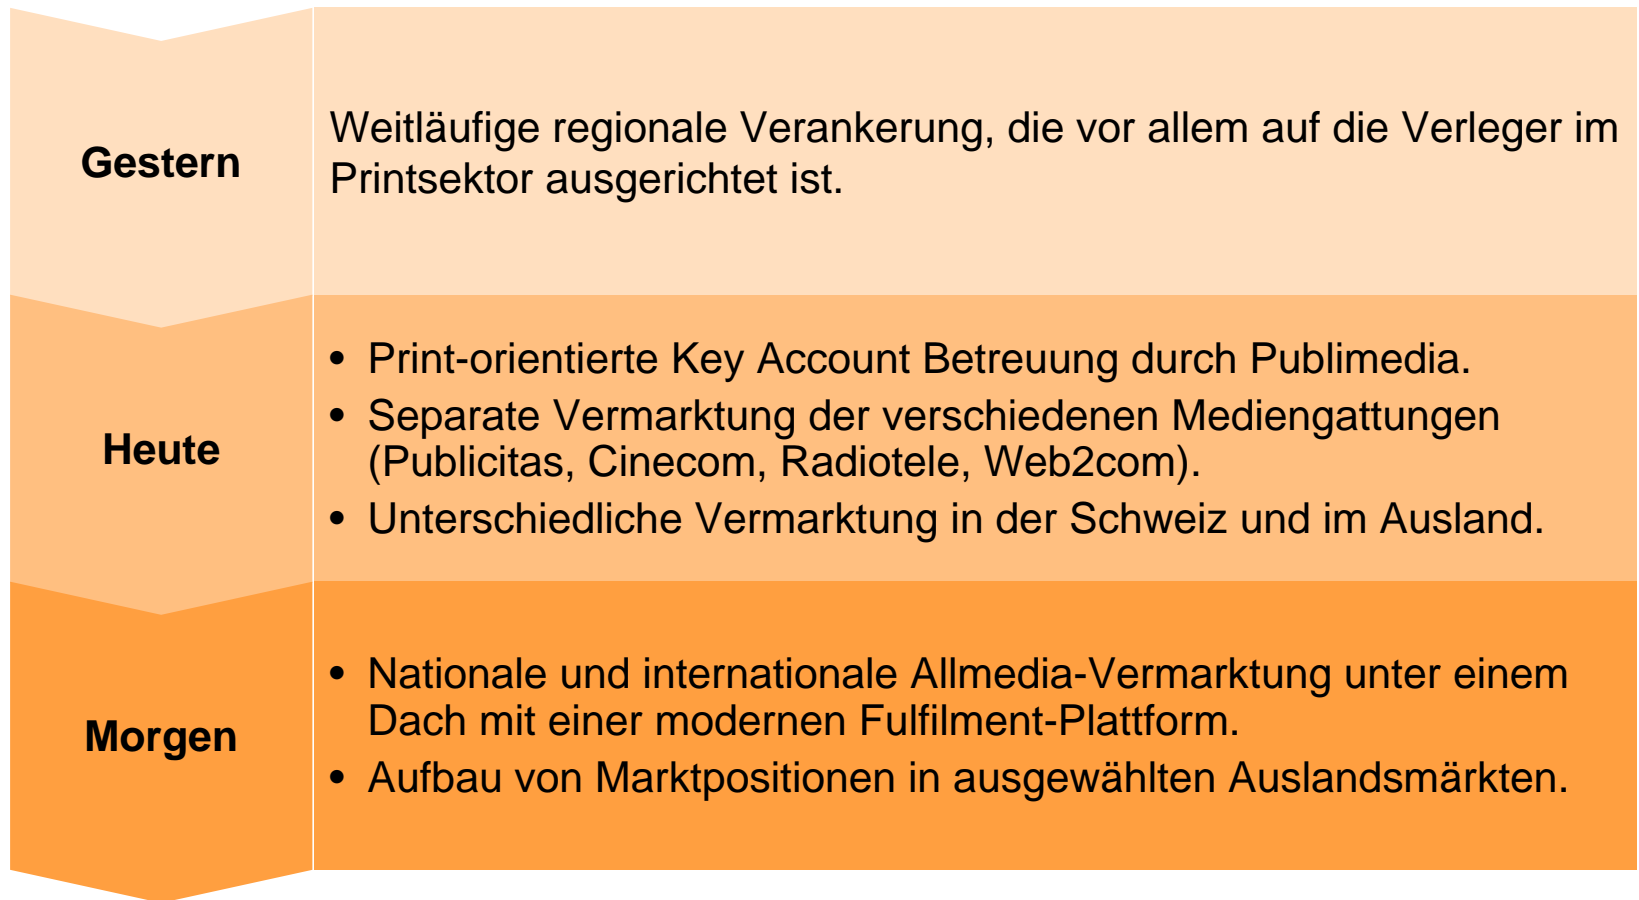 Gestern
Weitläufige regionale Verankerung, die vor allem auf die Verleger im
Printsektor ausgerichtet ist.
Heute
• Print-orientierte Key Account Betreuung durch Publimedia.
• Separate Vermarktung der verschiedenen Mediengattungen
(Publicitas, Cinecom, Radiotele, Web2com).
• Unterschiedliche Vermarktung in der Schweiz und im Ausland.
Morgen
• Nationale und internationale Allmedia-Vermarktung unter einem
Dach mit einer modernen Fulfilment-Plattform.
• Aufbau von Marktpositionen in ausgewählten Auslandsmärkten.